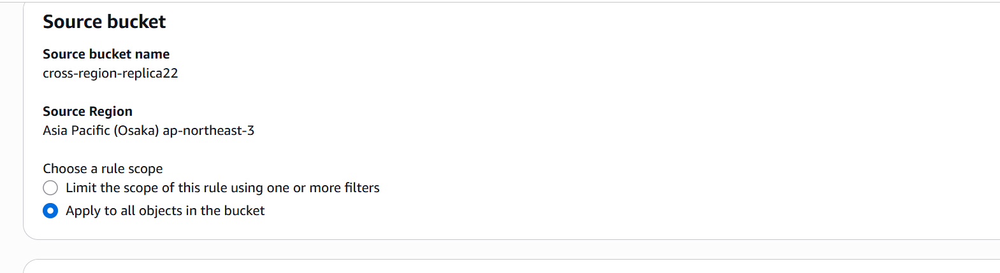 Source bucket
Source bucket name
cross-region-replica22
Source Region
Asia Pacific (Osaka) ap-northeast-3
Choose a rule scope
Limit the scope of this rule using one or more filters
Apply to all objects in the bucket